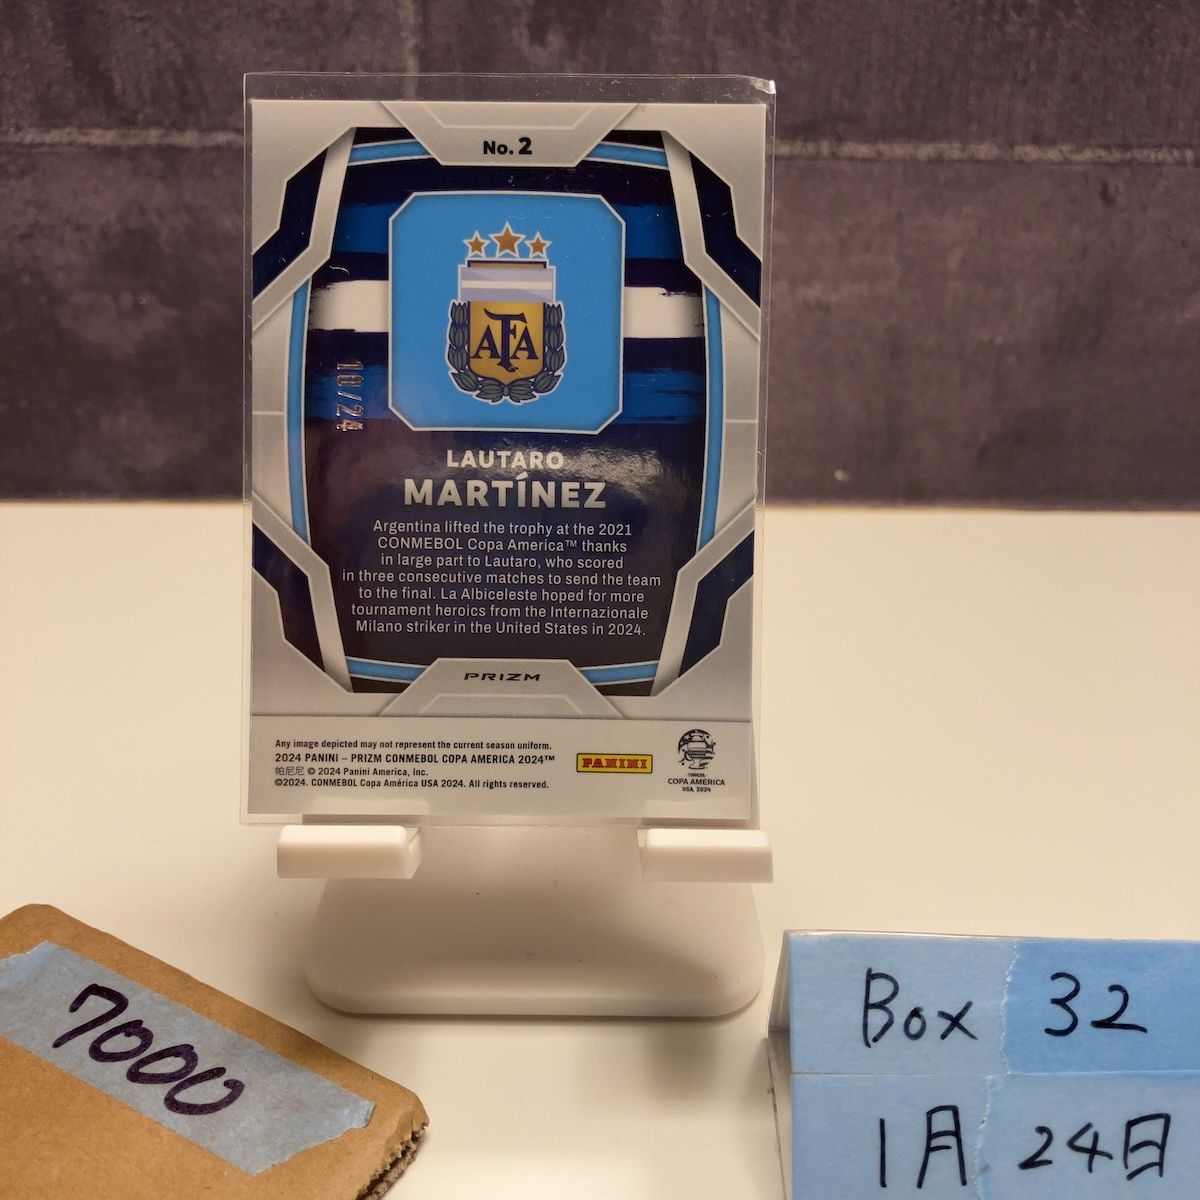 No. 2
AFA
10/24
LAUTARO
MARTÍNEZ
Argentina lifted the trophy at the 2021
CONMEBOL Copa America™ thanks
in large part to Lautaro, who scored
in three consecutive matches to send the team
to the final. La Albiceleste hoped for more
tournament heroics from the Internazionale
Milano striker in the United States in 2024.
PRIZM
Any image depicted may not represent the current season uniform.
2024 PANINI – PRIZM CONMEBOL COPA AMERICA 2024™
帕尼尼 © 2024 Panini America, Inc.
©2024. CONMEBOL Copa América USA 2024. All rights reserved.
PANINI
CONMEBOL
COPA AMERICA
USA 2024
7000
Box 32
1月24日